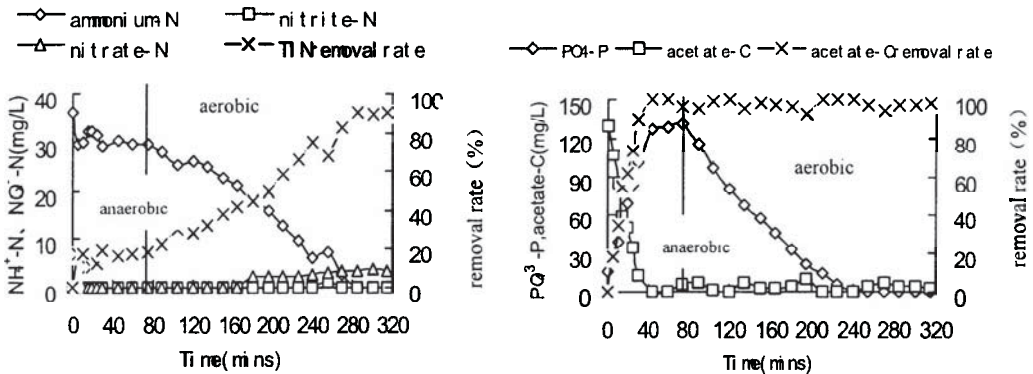 ammonium-N nitrite-N
nitrate-N TIN removal rate
NH+-N、NO-N(mg/L)
40
30
20
10
0
aerobic
anaerobic
100
80
60
40
20
0
removal rate (%)
0 40 80 120 160 200 240 280 320
Time(mins)
PO4-P acetate-C acetate-C removal rate
PO3-P,acetate-C(mg/L)
150
120
90
60
30
0
aerobic
anaerobic
100
80
60
40
20
0
removal rate (%)
0 40 80 120 160 200 240 280 320
Time(mins)